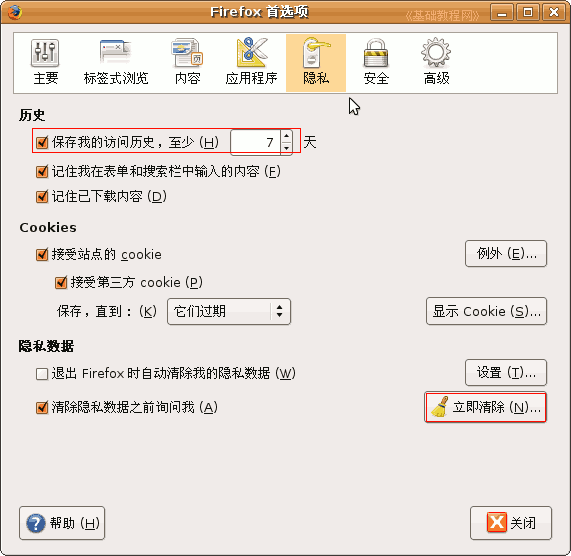 Firefox 首选项
《基础教程网》
主要 标签式浏览 内容 应用程序 隐私 安全 高级
历史
保存我的访问历史，至少 (H) 7 天
记住我在表单和搜索栏中输入的内容 (F)
记住已下载内容 (D)
Cookies
接受站点的 cookie 例外 (E)...
接受第三方 cookie (P)
保存，直到： (K) 它们过期 显示 Cookie (S)...
隐私数据
退出 Firefox 时自动清除我的隐私数据 (W) 设置 (T)...
清除隐私数据之前询问我 (A) 立即清除 (N)...
帮助 (H) 关闭